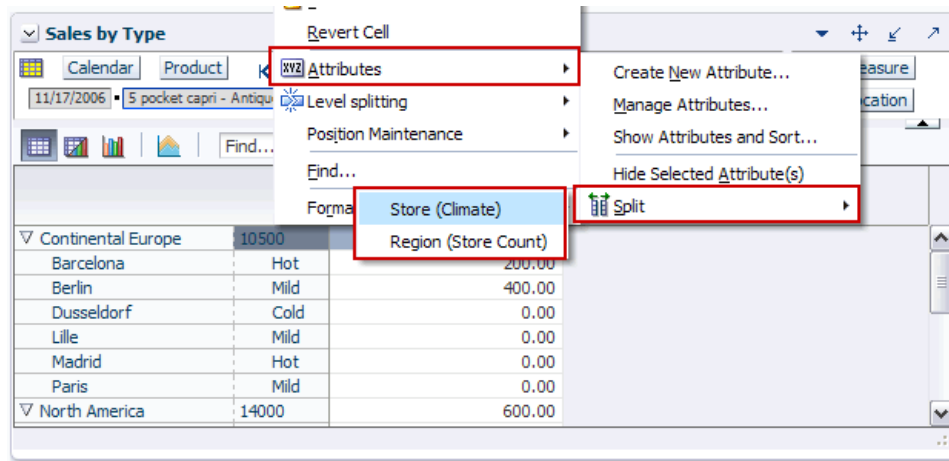 Sales by Type
Revert Cell
Attributes
Level splitting
Position Maintenance
Find...
Create New Attribute...
Manage Attributes...
Show Attributes and Sort...
Hide Selected Attribute(s)
Split
Store (Climate)
Region (Store Count)
Calendar Product
11/17/2006 5 pocket capri -
Find...
Continental Europe 10500
Barcelona Hot 200.00
Berlin Mild 400.00
Dusseldorf Cold 0.00
Lille Mild 0.00
Madrid Hot 0.00
Paris Mild 0.00
North America 14000 600.00